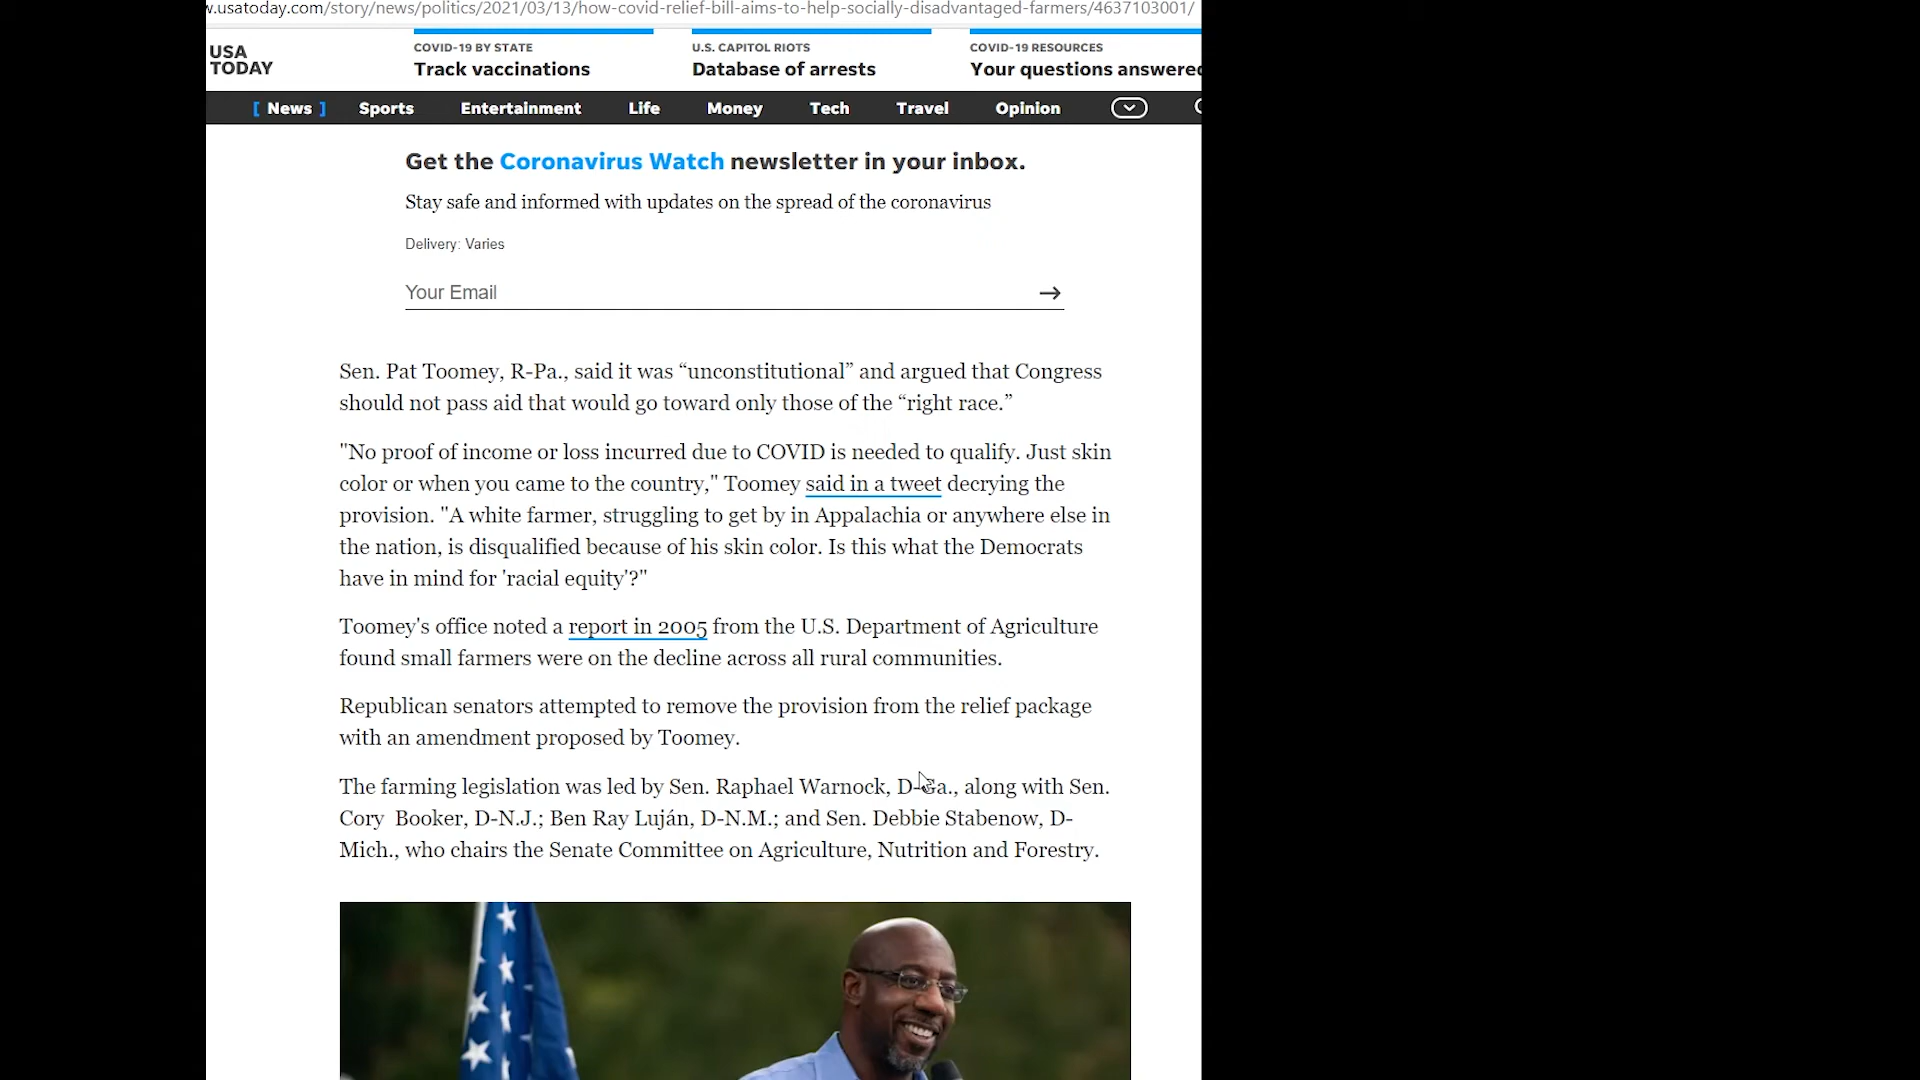 w.usatoday.com/story/news/politics/2021/03/13/how-covid-relief-bill-aims-to-help-socially-disadvantaged-farmers/4637103001/
USA
TODAY
COVID-19 BY STATE
Track vaccinations
U.S. CAPITOL RIOTS
Database of arrests
COVID-19 RESOURCES
Your questions answered
[ News ] Sports Entertainment Life Money Tech Travel Opinion
Get the Coronavirus Watch newsletter in your inbox.
Stay safe and informed with updates on the spread of the coronavirus
Delivery: Varies
Your Email
Sen. Pat Toomey, R-Pa., said it was “unconstitutional” and argued that Congress
should not pass aid that would go toward only those of the “right race.”
"No proof of income or loss incurred due to COVID is needed to qualify. Just skin
color or when you came to the country," Toomey said in a tweet decrying the
provision. "A white farmer, struggling to get by in Appalachia or anywhere else in
the nation, is disqualified because of his skin color. Is this what the Democrats
have in mind for 'racial equity'?"
Toomey's office noted a report in 2005 from the U.S. Department of Agriculture
found small farmers were on the decline across all rural communities.
Republican senators attempted to remove the provision from the relief package
with an amendment proposed by Toomey.
The farming legislation was led by Sen. Raphael Warnock, D-Ga., along with Sen.
Cory Booker, D-N.J.; Ben Ray Luján, D-N.M.; and Sen. Debbie Stabenow, D-
Mich., who chairs the Senate Committee on Agriculture, Nutrition and Forestry.